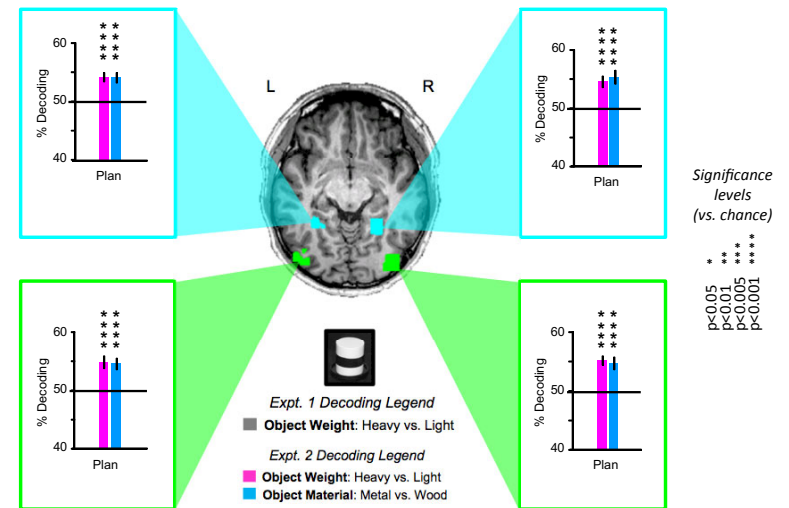 ****
****
60
50
40
% Decoding
Plan
****
****
60
50
40
% Decoding
Plan
L
R
Significance
levels
(vs. chance)
*
**
***
****
p<0.05
p<0.01
p<0.005
p<0.001
****
****
60
50
40
% Decoding
Plan
****
****
60
50
40
% Decoding
Plan
Expt. 1 Decoding Legend
Object Weight: Heavy vs. Light
Expt. 2 Decoding Legend
Object Weight: Heavy vs. Light
Object Material: Metal vs. Wood